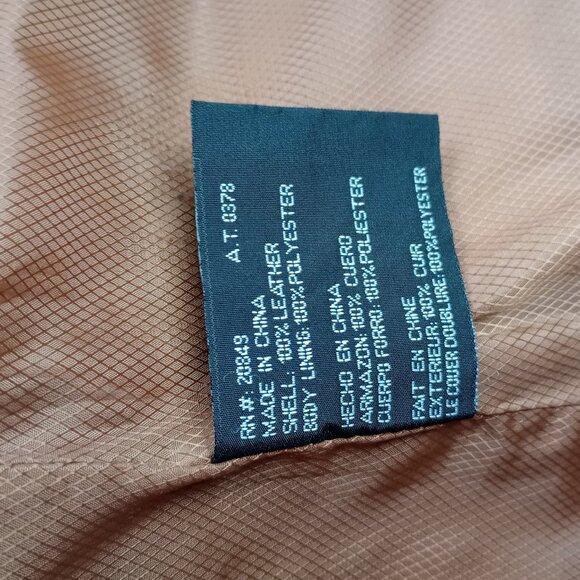 RN #: 20849 A.T. 0378
MADE IN CHINA
SHELL: 100% LEATHER
BODY LINING:100%POLYESTER
HECHO EN CHINA
ARMAZON:100% CUERO
CUERPO FORRO:100%POLIESTER
FAIT EN CHINE
EXTERIEUR:100% CUIR
LE COUER DOUBLURE:100%POLYESTER